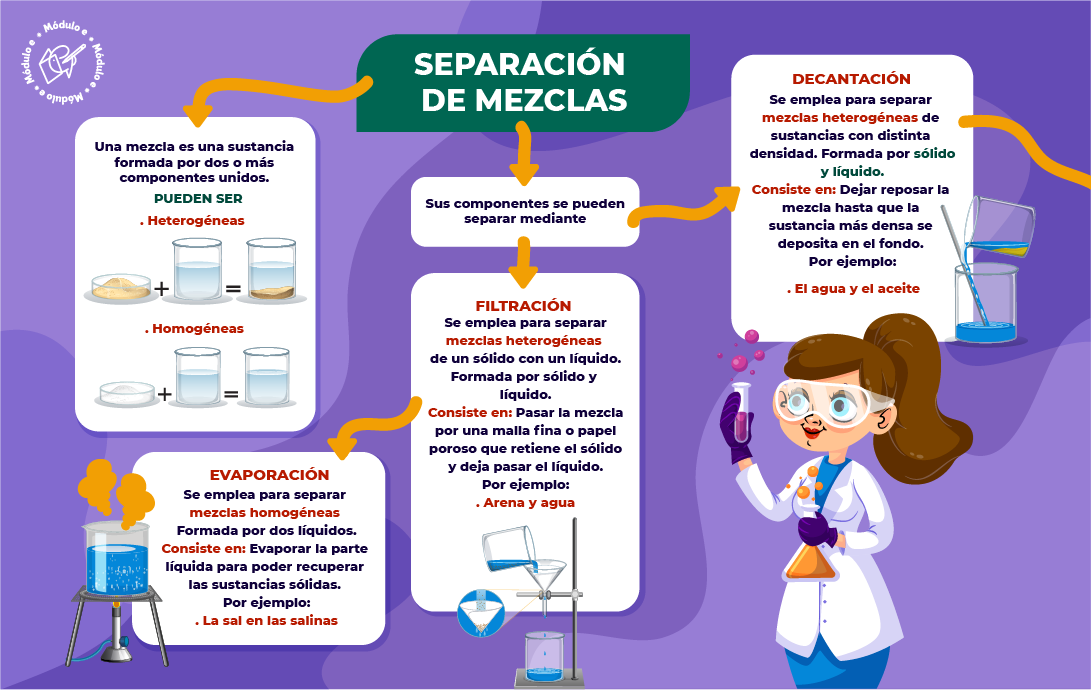 Módulo e • Módulo e • Módulo e • Módulo e •
SEPARACIÓN
DE MEZCLAS
Una mezcla es una sustancia
formada por dos o más
componentes unidos.
PUEDEN SER
. Heterogéneas
+
=
. Homogéneas
+
=
Sus componentes se pueden
separar mediante
DECANTACIÓN
Se emplea para separar
mezclas heterogéneas de
sustancias con distinta
densidad. Formada por sólido
y líquido.
Consiste en: Dejar reposar la
mezcla hasta que la
sustancia más densa se
deposita en el fondo.
Por ejemplo:
. El agua y el aceite
FILTRACIÓN
Se emplea para separar
mezclas heterogéneas
de un sólido con un líquido.
Formada por sólido y
líquido.
Consiste en: Pasar la mezcla
por una malla fina o papel
poroso que retiene el sólido
y deja pasar el líquido.
Por ejemplo:
. Arena y agua
EVAPORACIÓN
Se emplea para separar
mezclas homogéneas
Formada por dos líquidos.
Consiste en: Evaporar la parte
líquida para poder recuperar
las sustancias sólidas.
Por ejemplo:
. La sal en las salinas